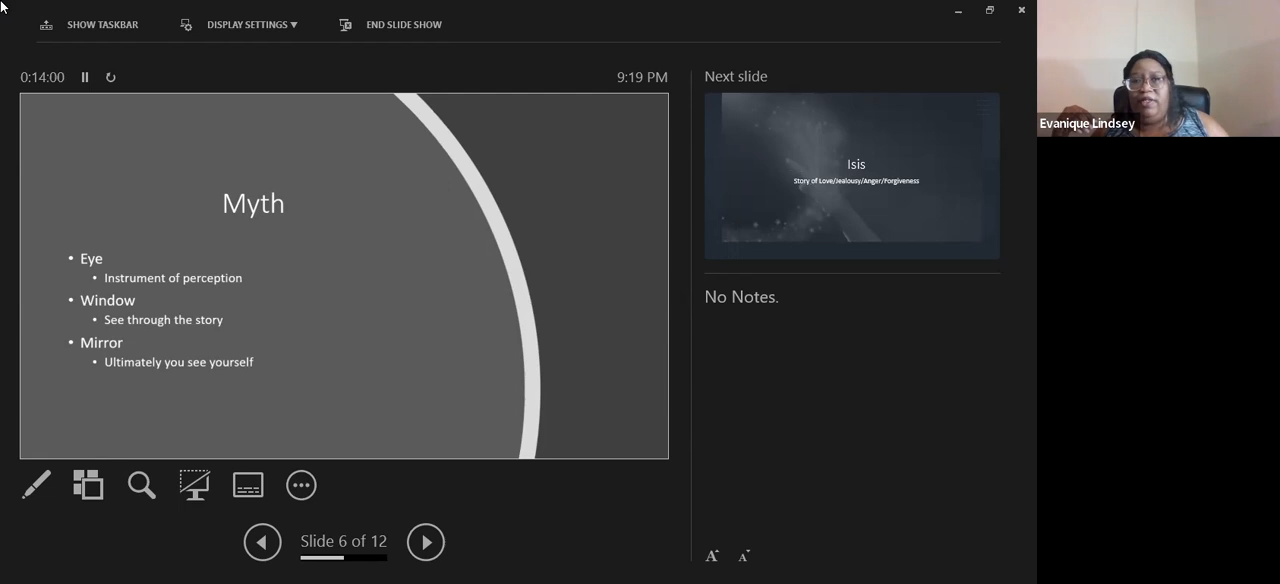 SHOW TASKBAR
DISPLAY SETTINGS ▼
END SLIDE SHOW
0:14:00
9:19 PM
Next slide
Myth
• Eye
• Instrument of perception
• Window
• See through the story
• Mirror
• Ultimately you see yourself
Isis
Story of Love/Jealousy/Anger/Forgiveness
Evanique Lindsey
No Notes.
Slide 6 of 12
A
A